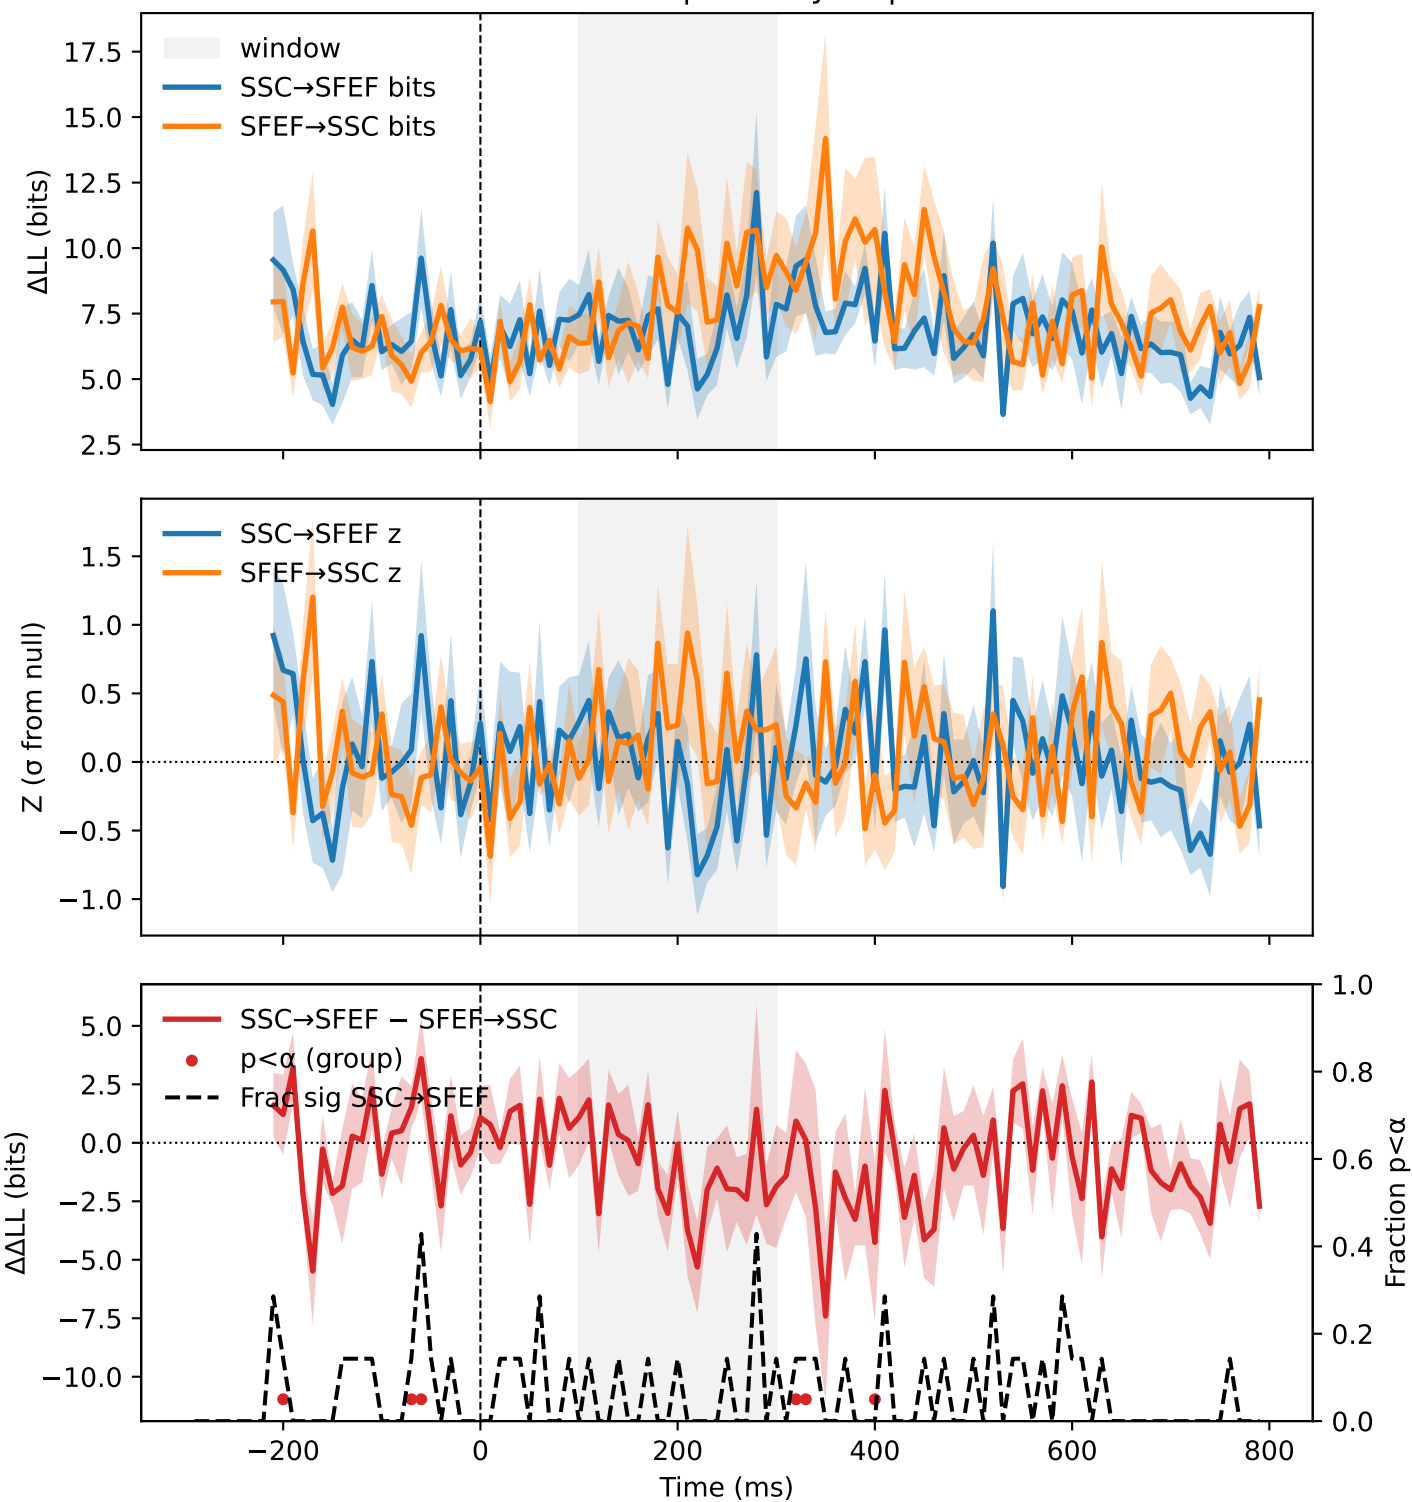 17.5
15.0
12.5
10.0
7.5
5.0
2.5
ΔLL (bits)
window
SSC→SFEF bits
SFEF→SSC bits
1.5
1.0
0.5
0.0
−0.5
−1.0
Z (σ from null)
SSC→SFEF z
SFEF→SSC z
5.0
2.5
0.0
−2.5
−5.0
−7.5
−10.0
ΔΔLL (bits)
SSC→SFEF − SFEF→SSC
p<α (group)
Frac sig SSC→SFEF
1.0
0.8
0.6
0.4
0.2
0.0
Fraction p<α
−200
0
200
400
600
800
Time (ms)